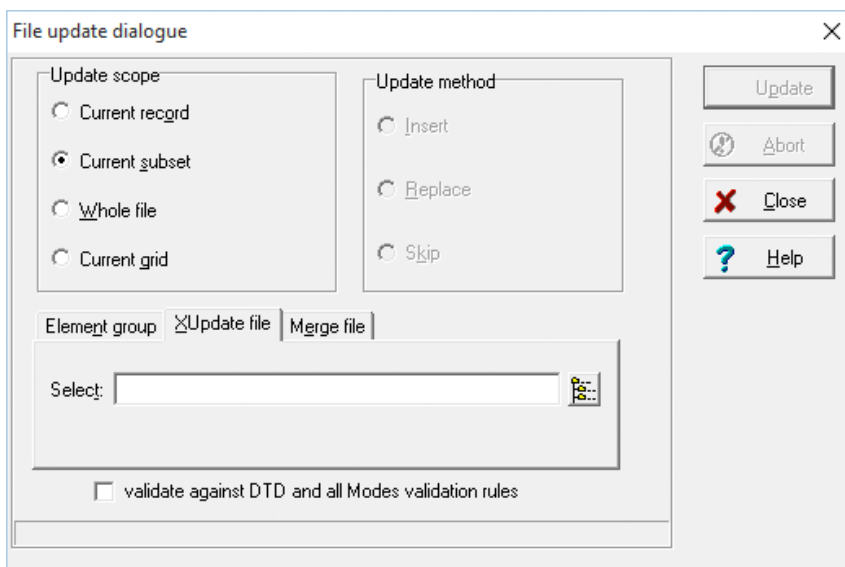 File update dialogue
Update scope
Current record
Current subset
Whole file
Current grid
Update method
Insert
Replace
Skip
Update
Abort
Close
Help
Element group
XUpdate file
Merge file
Select:
validate against DTD and all Modes validation rules